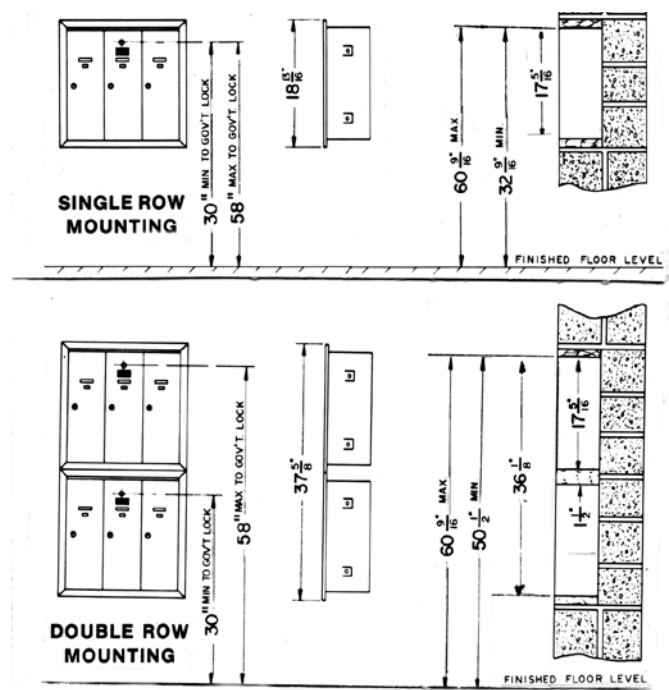 30" MIN TO GOV'T LOCK
58" MAX TO GOV'T LOCK
18 15/16"
60 9/16" MAX
32 9/16" MIN
17 5/16"
SINGLE ROW
MOUNTING
FINISHED FLOOR LEVEL
30" MIN TO GOV'T LOCK
58" MAX TO GOV'T LOCK
37 5/8"
60 9/16" MAX
50 1/2" MIN
36 1/8"
17 5/16"
1 1/2"
DOUBLE ROW
MOUNTING
FINISHED FLOOR LEVEL